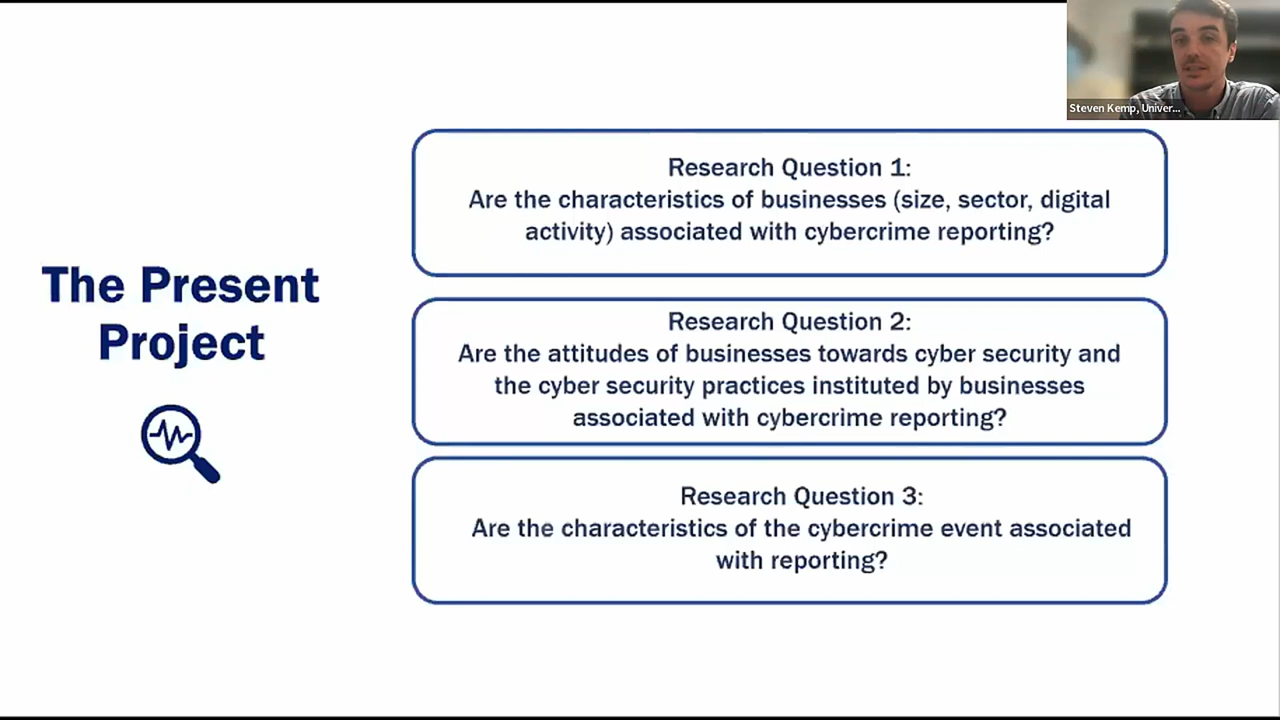 Steven Kemp, Univer...
The Present
Project
Research Question 1:
Are the characteristics of businesses (size, sector, digital
activity) associated with cybercrime reporting?
Research Question 2:
Are the attitudes of businesses towards cyber security and
the cyber security practices instituted by businesses
associated with cybercrime reporting?
Research Question 3:
Are the characteristics of the cybercrime event associated
with reporting?